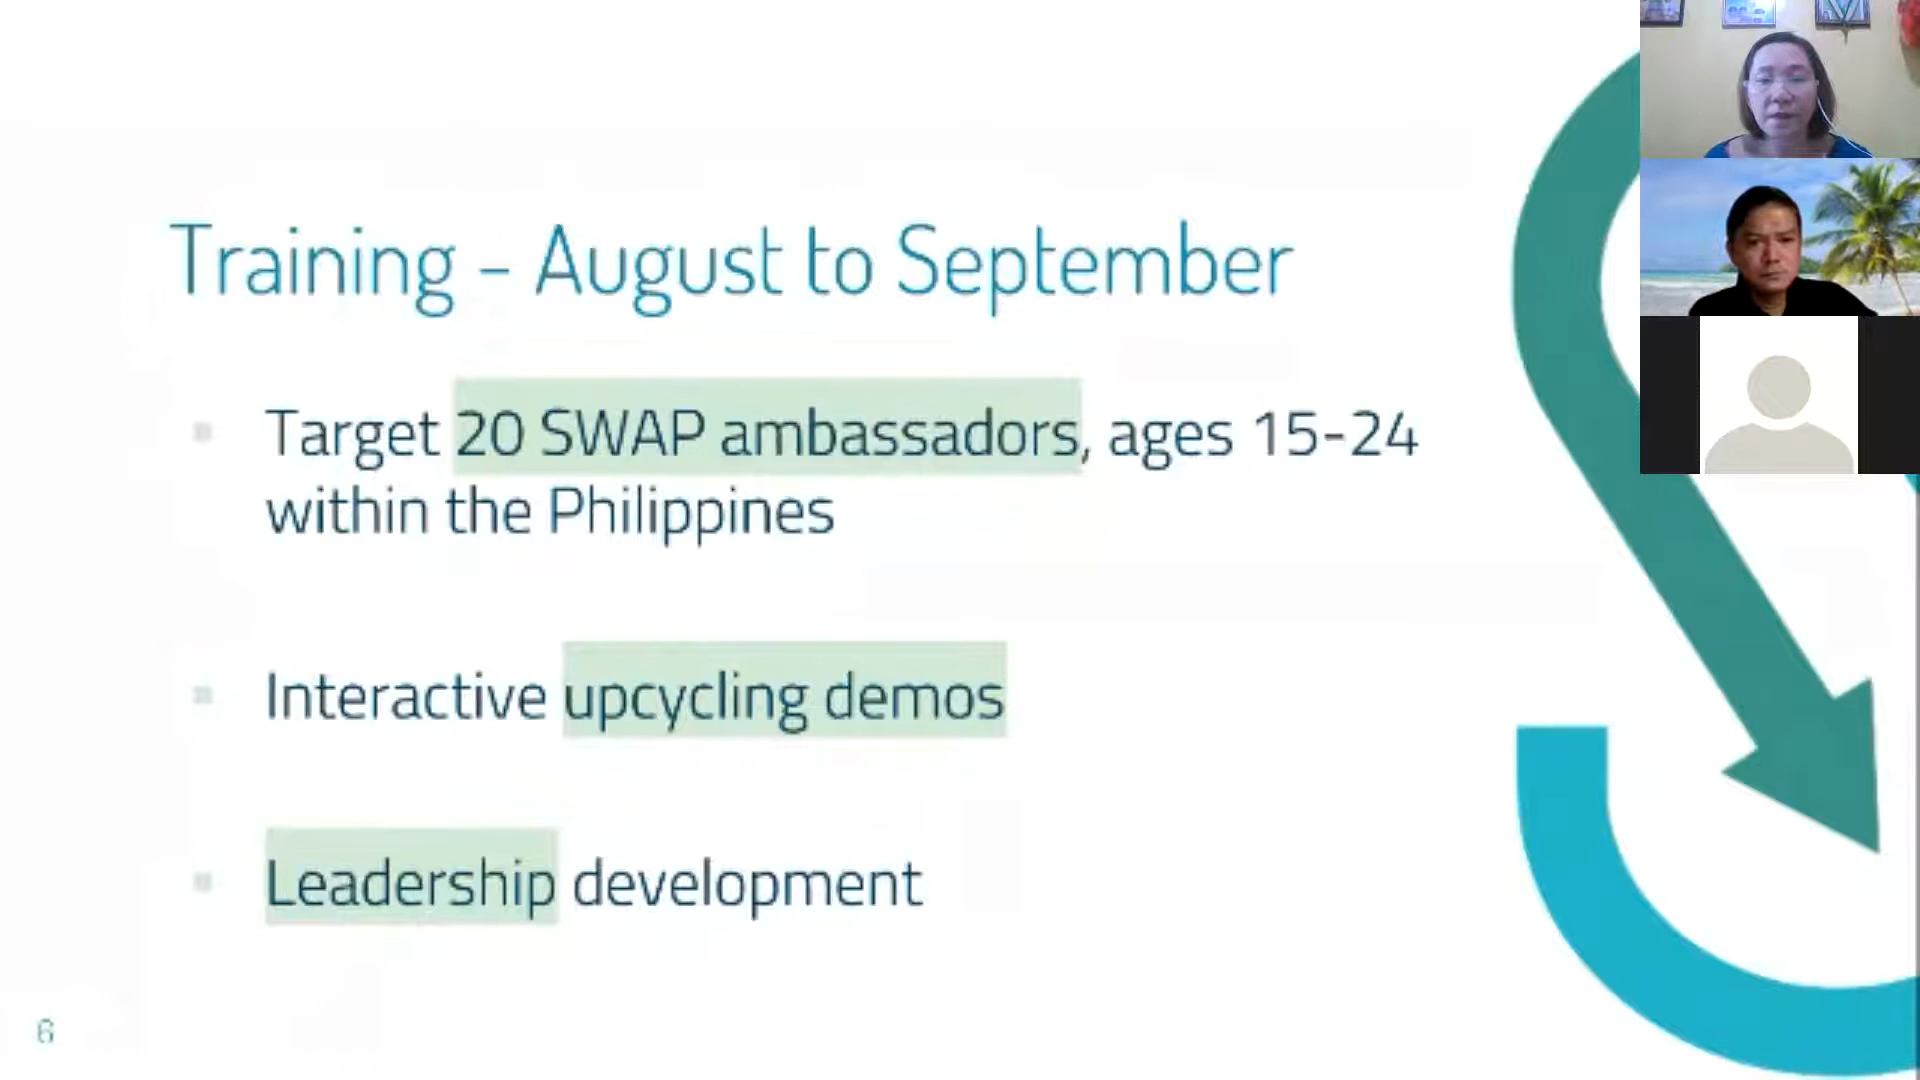 Training - August to September
Target 20 SWAP ambassadors, ages 15-24
within the Philippines
Interactive upcycling demos
Leadership development
6